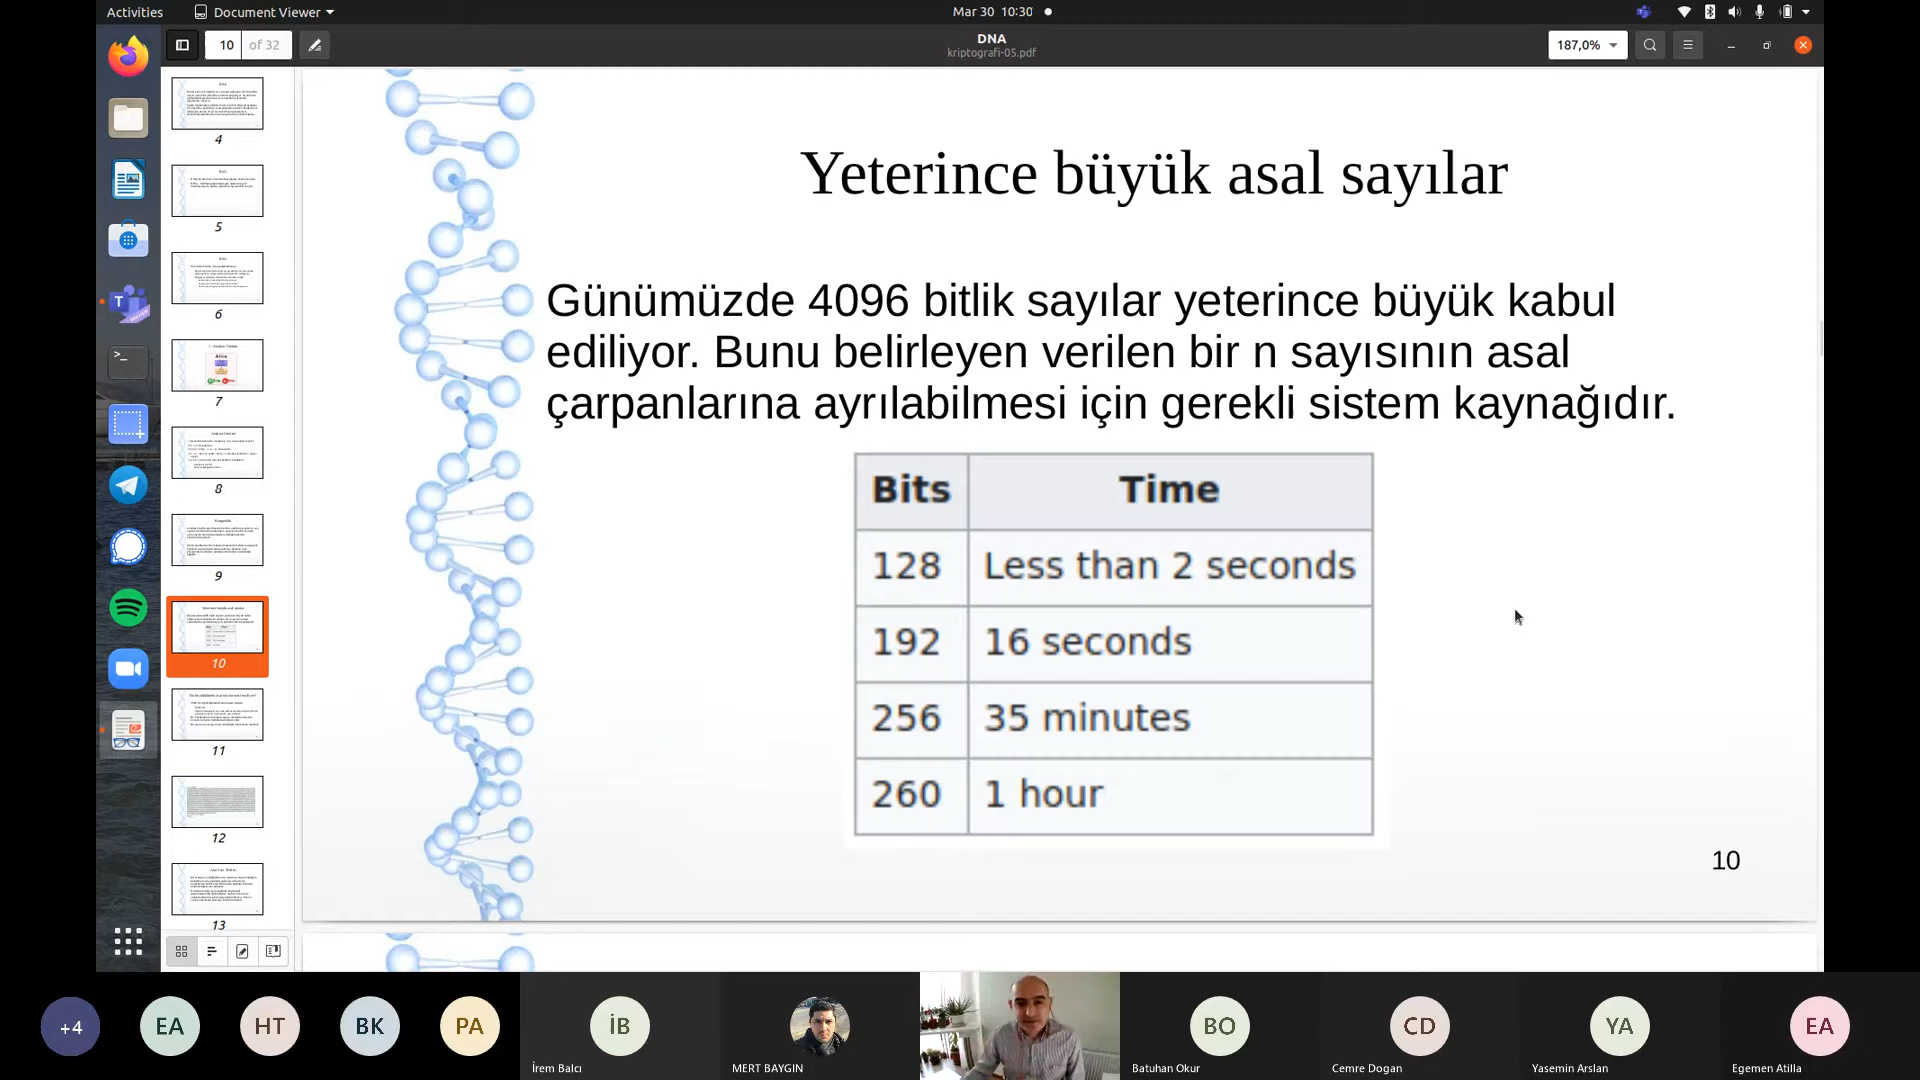 Activities
Document Viewer
Mar 30 10:30
10 of 32
DNA
kriptografi-05.pdf
187,0%
4
5
6
7
8
9
10
11
12
13
Yeterince büyük asal sayılar
Günümüzde 4096 bitlik sayılar yeterince büyük kabul
ediliyor. Bunu belirleyen verilen bir n sayısının asal
çarpanlarına ayrılabilmesi için gerekli sistem kaynağıdır.
Bits Time
128 Less than 2 seconds
192 16 seconds
256 35 minutes
260 1 hour
10
+4
EA
HT
BK
PA
İB
İrem Balcı
MERT BAYGIN
BO
Batuhan Okur
CD
Cemre Dogan
YA
Yasemin Arslan
EA
Egemen Atilla